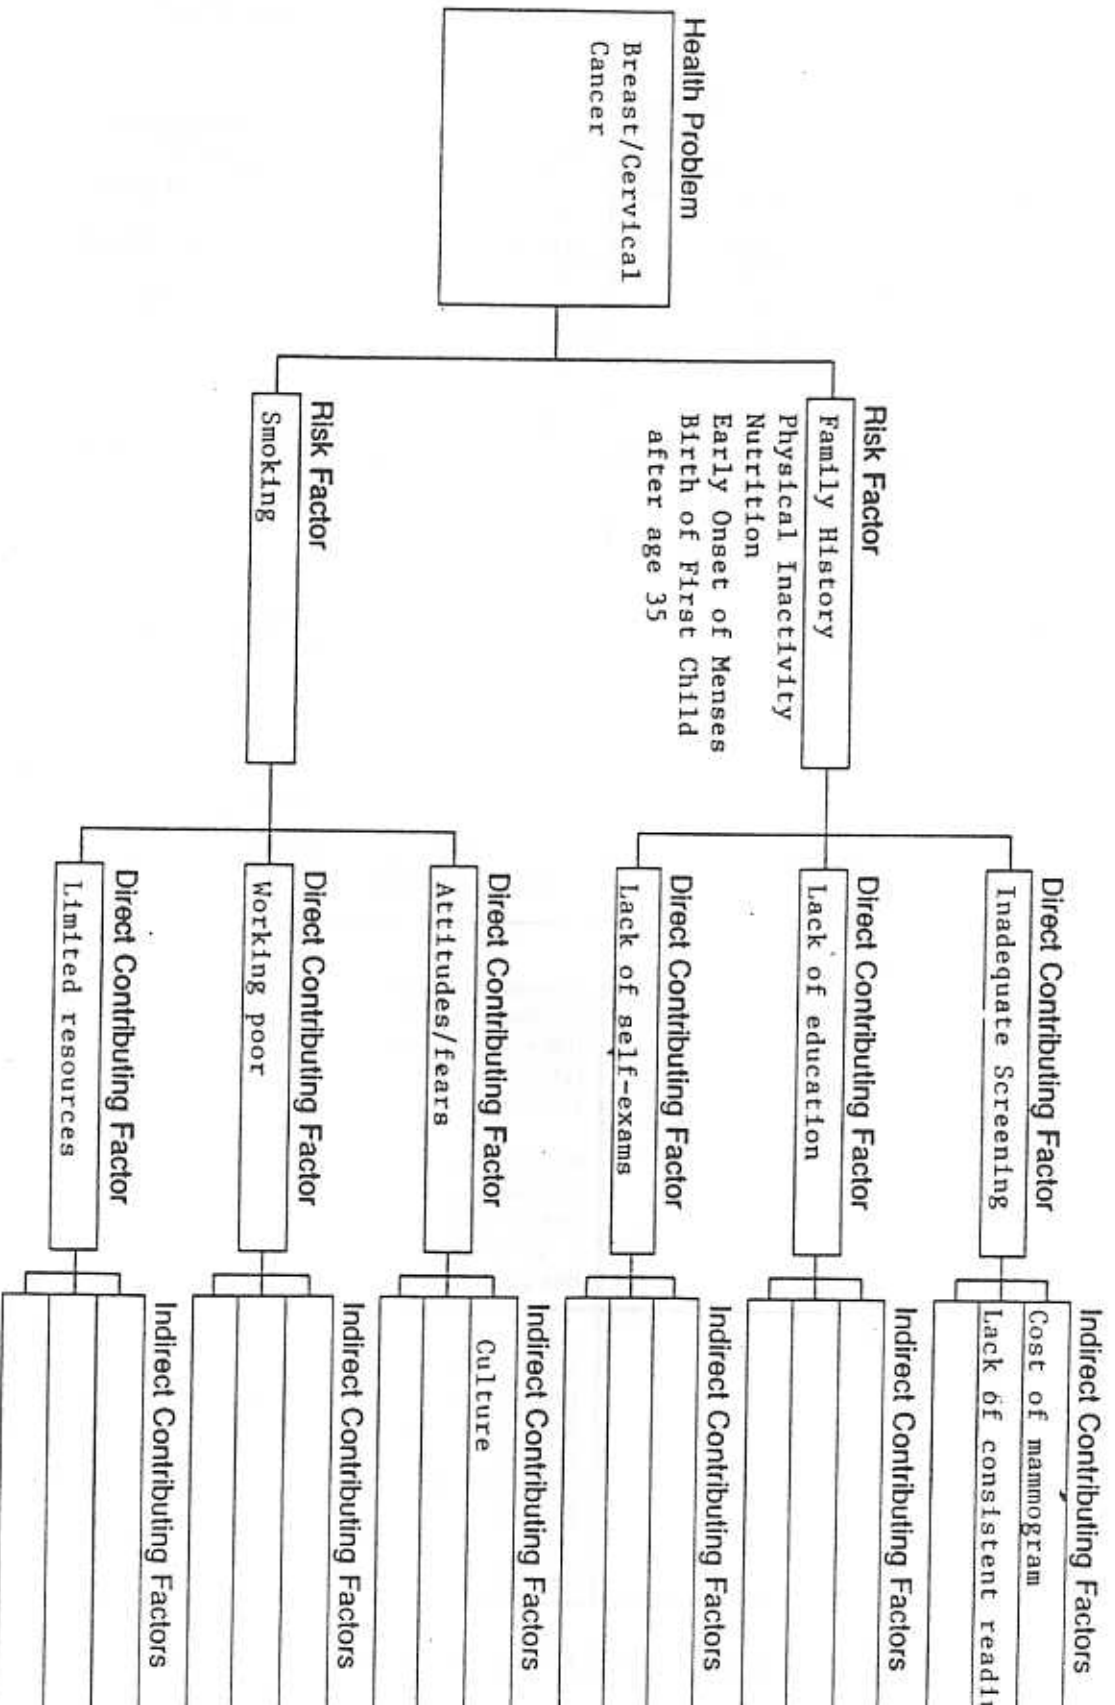 Health Problem
Breast/Cervical
Cancer
Risk Factor
Family History
Physical Inactivity
Nutrition
Early Onset of Menses
Birth of First Child
after age 35
Risk Factor
Smoking
Direct Contributing Factor
Inadequate Screening
Direct Contributing Factor
Lack of education
Direct Contributing Factor
Lack of self-exams
Direct Contributing Factor
Attitudes/fears
Direct Contributing Factor
Working poor
Direct Contributing Factor
Limited resources
Indirect Contributing Factors
Cost of mammogram
Lack of consistent readi
Indirect Contributing Factors
Indirect Contributing Factors
Indirect Contributing Factors
Culture
Indirect Contributing Factors
Indirect Contributing Factors